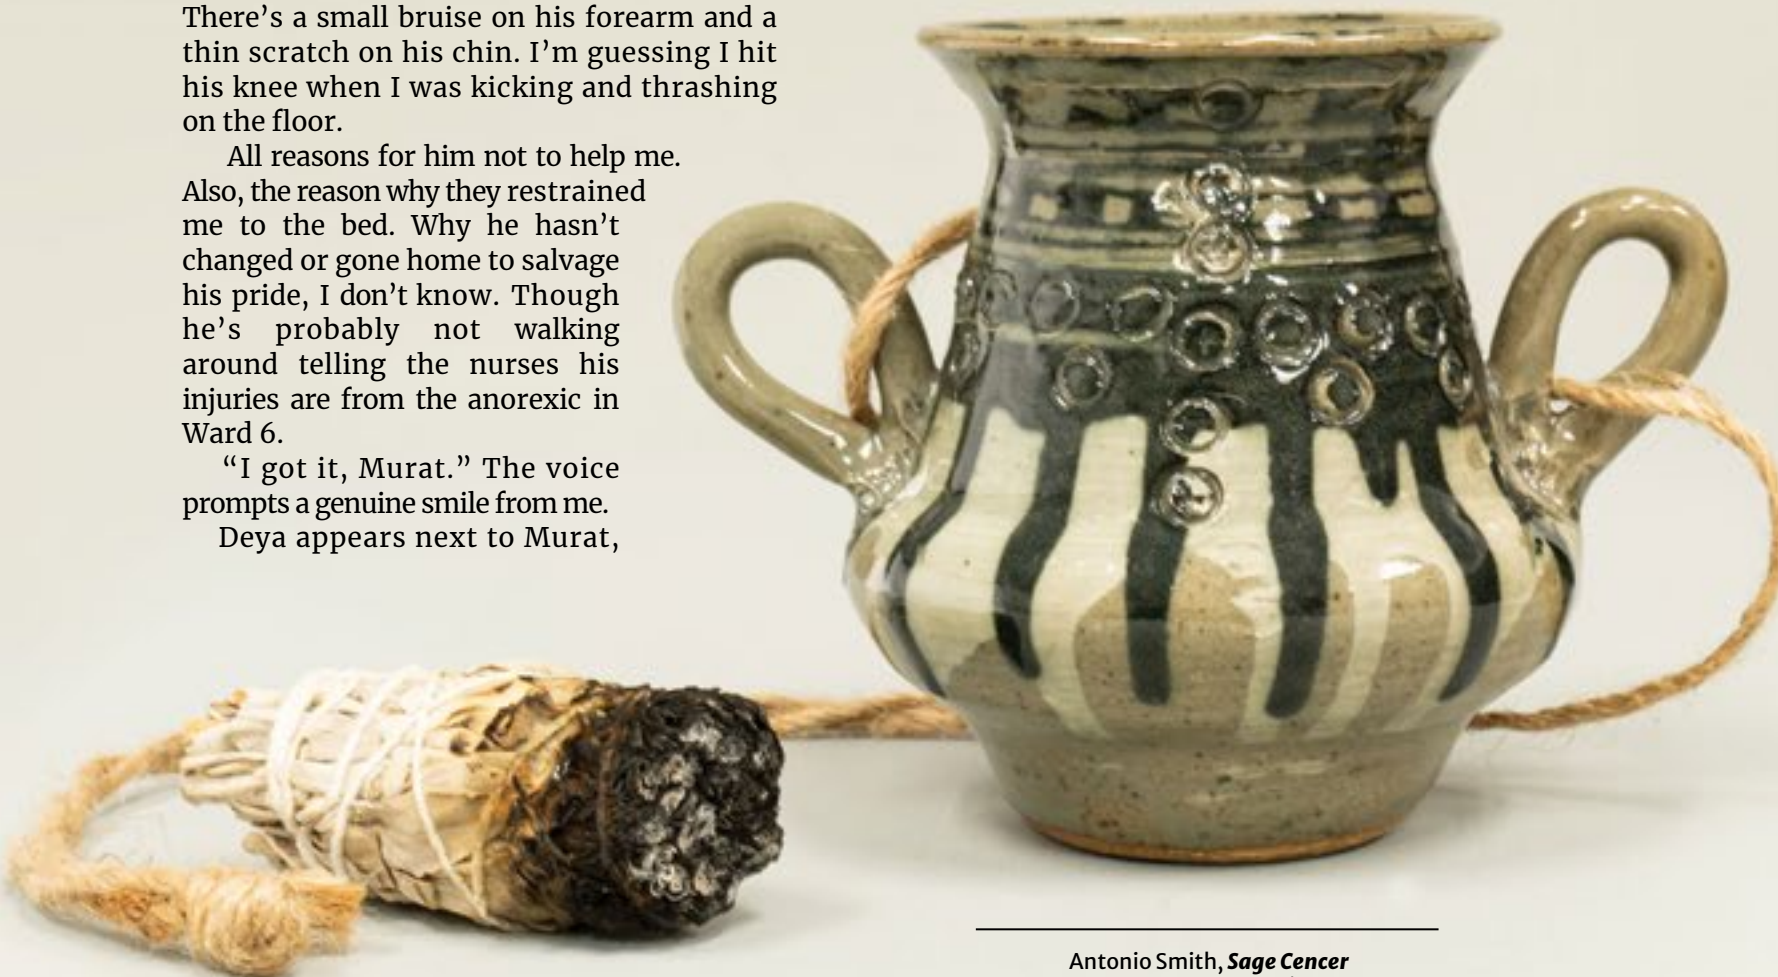 There’s a small bruise on his forearm and a
thin scratch on his chin. I’m guessing I hit
his knee when I was kicking and thrashing
on the floor.
All reasons for him not to help me.
Also, the reason why they restrained
me to the bed. Why he hasn’t
changed or gone home to salvage
his pride, I don’t know. Though
he’s probably not walking
around telling the nurses his
injuries are from the anorexic in
Ward 6.
“I got it, Murat.” The voice
prompts a genuine smile from me.
Deya appears next to Murat,
Antonio Smith, Sage Cencer